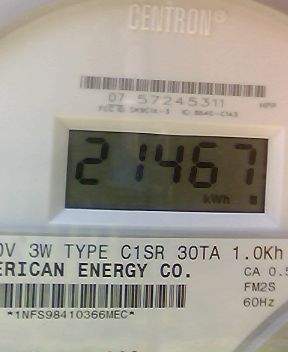 CENTRON
07 57245311
21467
kWh
0V 3W TYPE C1SR 30TA 1.0Kh
ERICAN ENERGY CO.
CA 0.5
FM2S
60Hz
*1NFS98410366MEC*